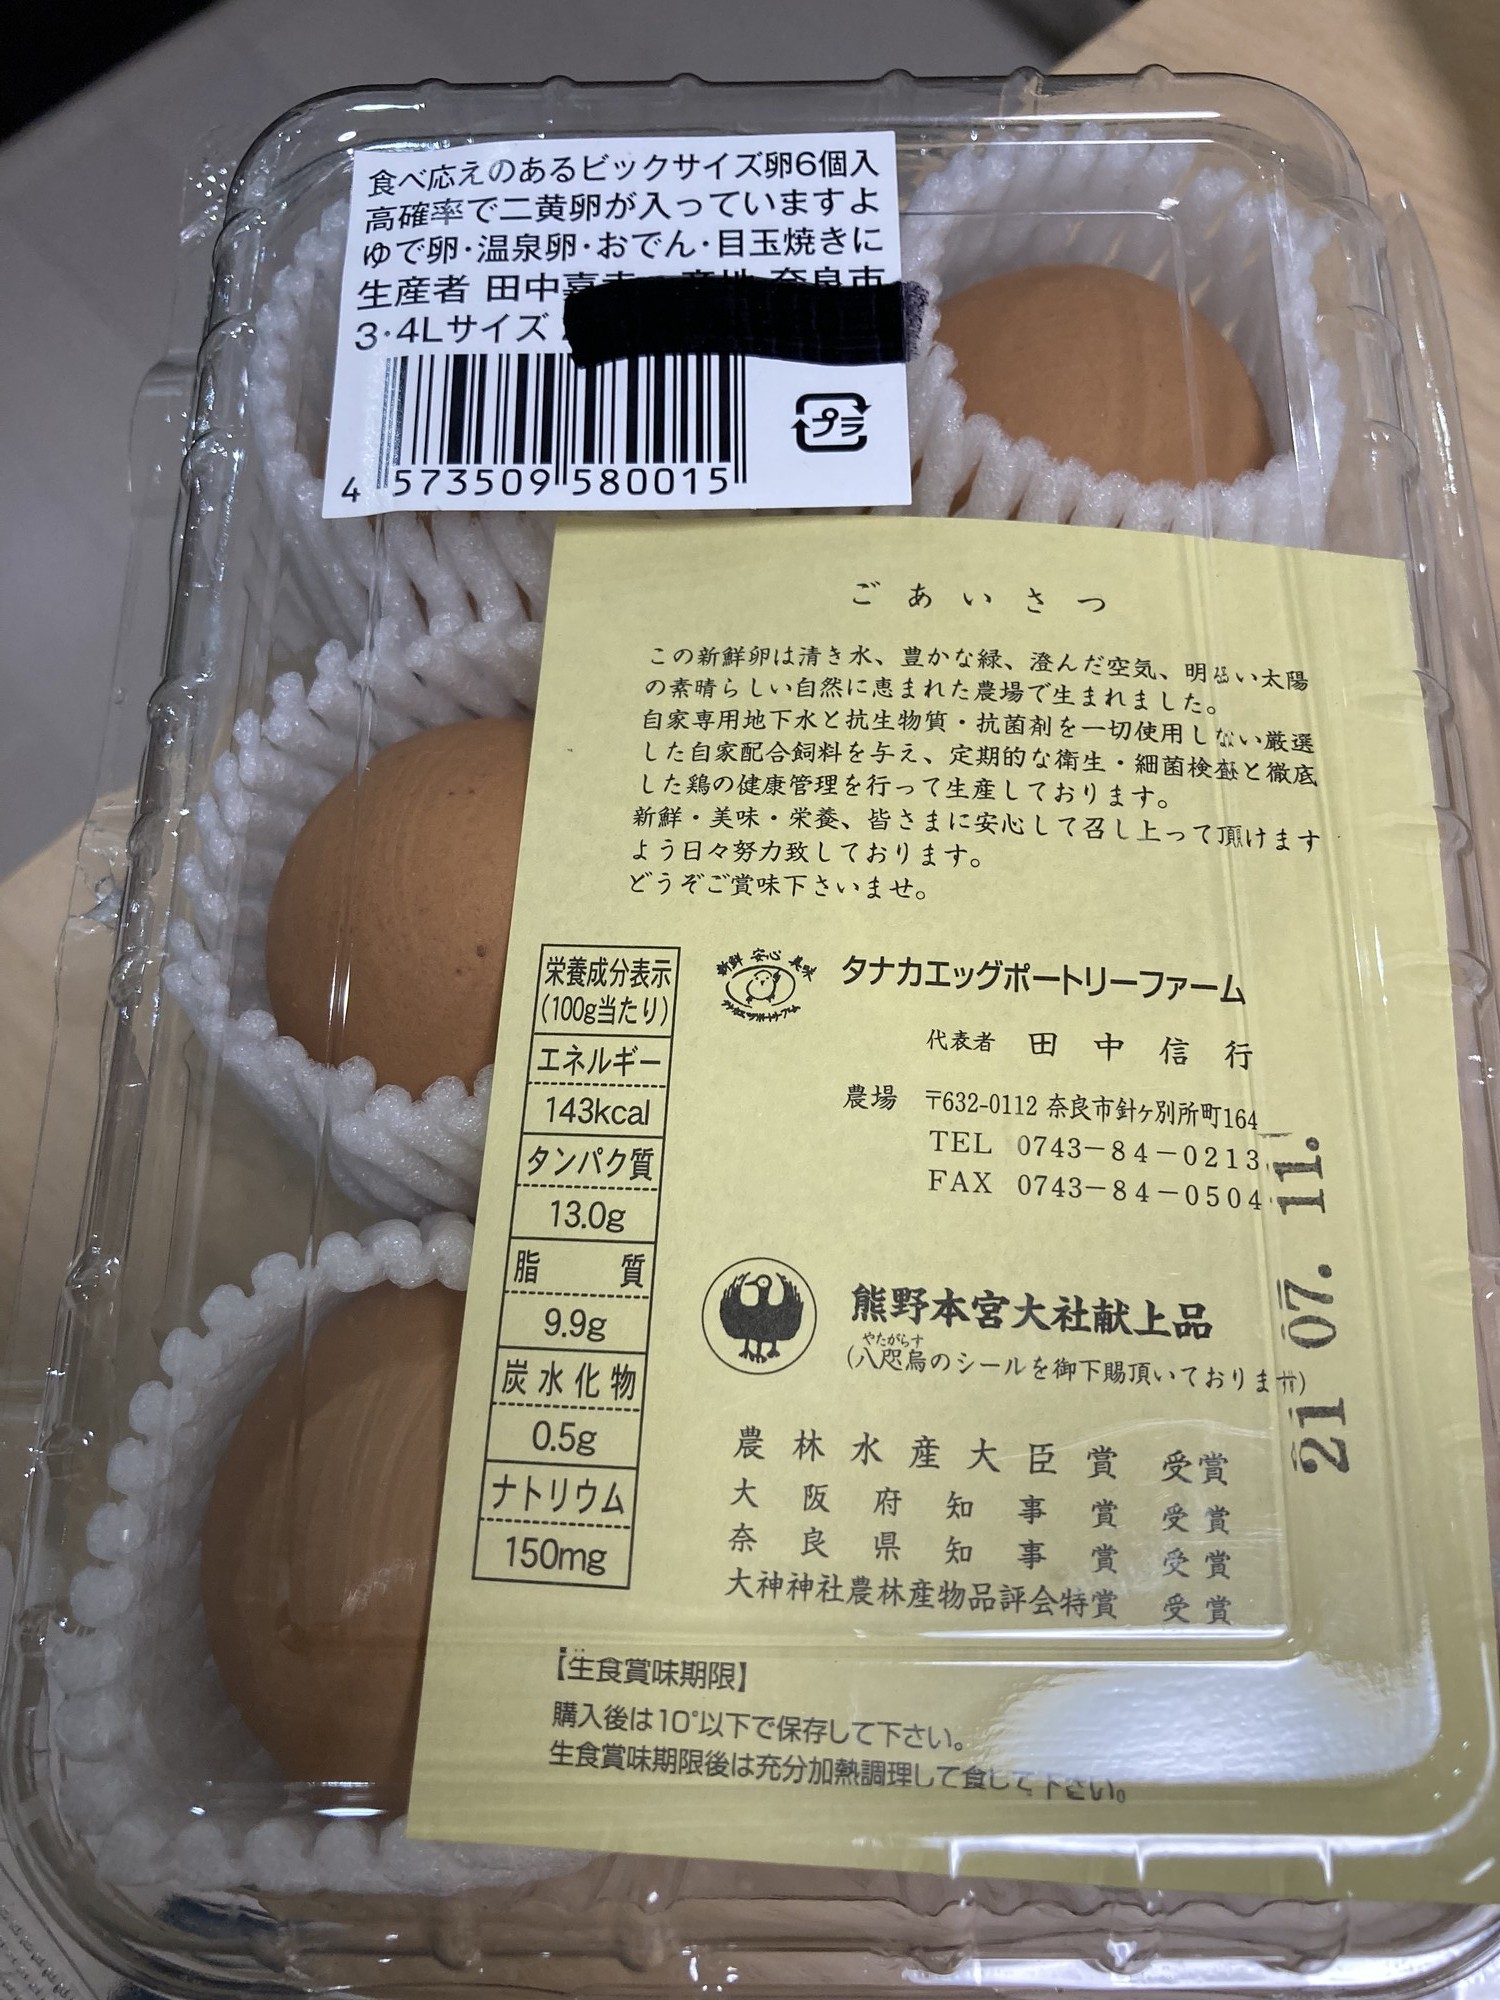 食べ応えのあるビックサイズ卵6個入
高確率で二黄卵が入っていますよ
ゆで卵・温泉卵・おでん・目玉焼きに
生産者 田中嘉 産地 奈良市
3・4Lサイズ
プラ
4 573509 580015
ごあいさつ
この新鮮卵は清き水、豊かな緑、澄んだ空気、明るい太陽
の素晴らしい自然に恵まれた農場で生まれました。
自家専用地下水と抗生物質・抗菌剤を一切使用しない厳選
した自家配合飼料を与え、定期的な衛生・細菌検査と徹底
した鶏の健康管理を行って生産しております。
新鮮・美味・栄養、皆さまに安心して召し上って頂けます
よう日々努力致しております。
どうぞご賞味下さいませ。
栄養成分表示
(100g当たり)
エネルギー
143kcal
タンパク質
13.0g
脂 質
9.9g
炭水化物
0.5g
ナトリウム
150mg
新鮮 安心 美味
タナカエッグポートリーファーム
代表者 田中信行
農場 〒632-0112 奈良市針ヶ別所町164
TEL 0743-84-0213
FAX 0743-84-0504
21 07. 11.
熊野本宮大社献上品
やたがらす
(八咫烏のシールを御下賜頂いております)
農林水産大臣賞 受賞
大阪府知事賞 受賞
奈良県知事賞 受賞
大神神社農林産物品評会特賞 受賞
【生食賞味期限】
購入後は10°以下で保存して下さい。
生食賞味期限後は充分加熱調理して食して下さい。